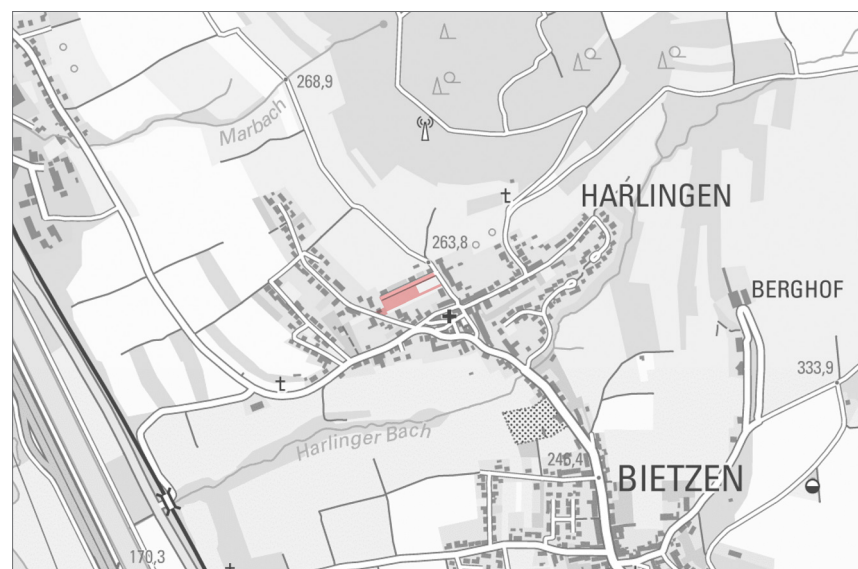 268,9
Marbach
HARLINGEN
263,8
BERGHOF
333,9
Harlinger Bach
245,4
BIETZEN
170,3